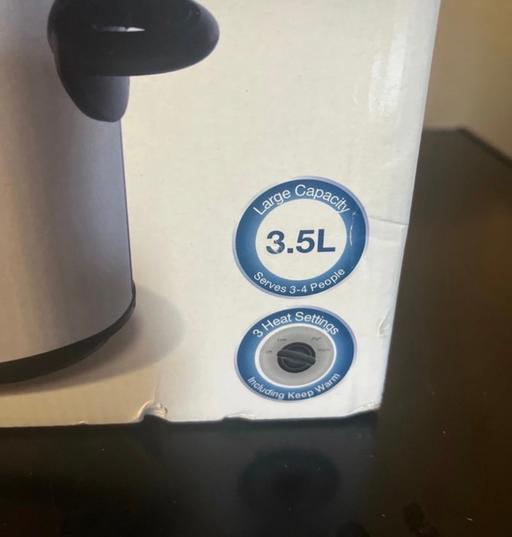 Large Capacity
3.5L
Serves 3-4 People
3 Heat Settings
Including Keep Warm